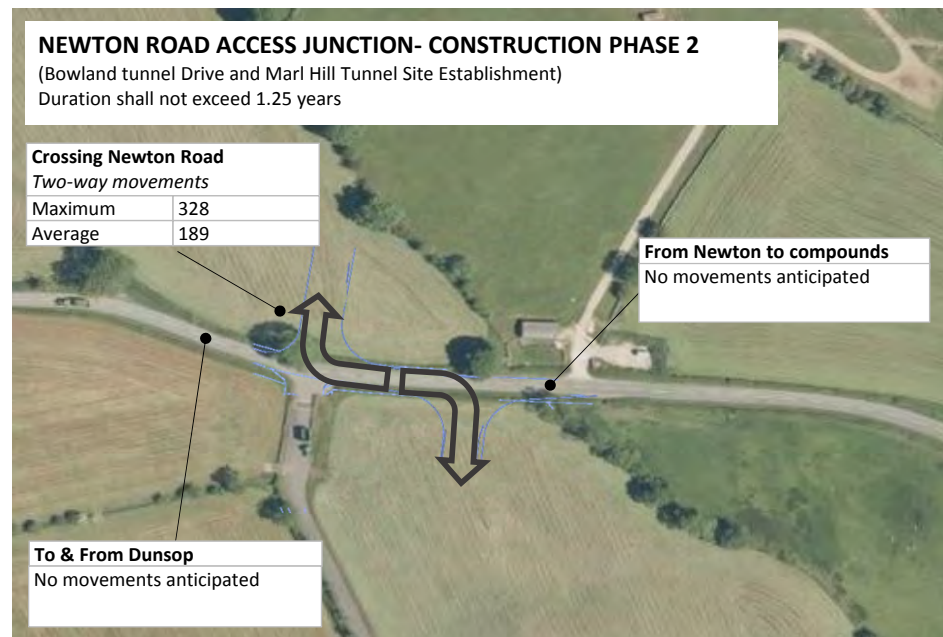 NEWTON ROAD ACCESS JUNCTION- CONSTRUCTION PHASE 2
(Bowland tunnel Drive and Marl Hill Tunnel Site Establishment)
Duration shall not exceed 1.25 years
Crossing Newton Road
Two-way movements
Maximum 328
Average 189
From Newton to compounds
No movements anticipated
To & From Dunsop
No movements anticipated